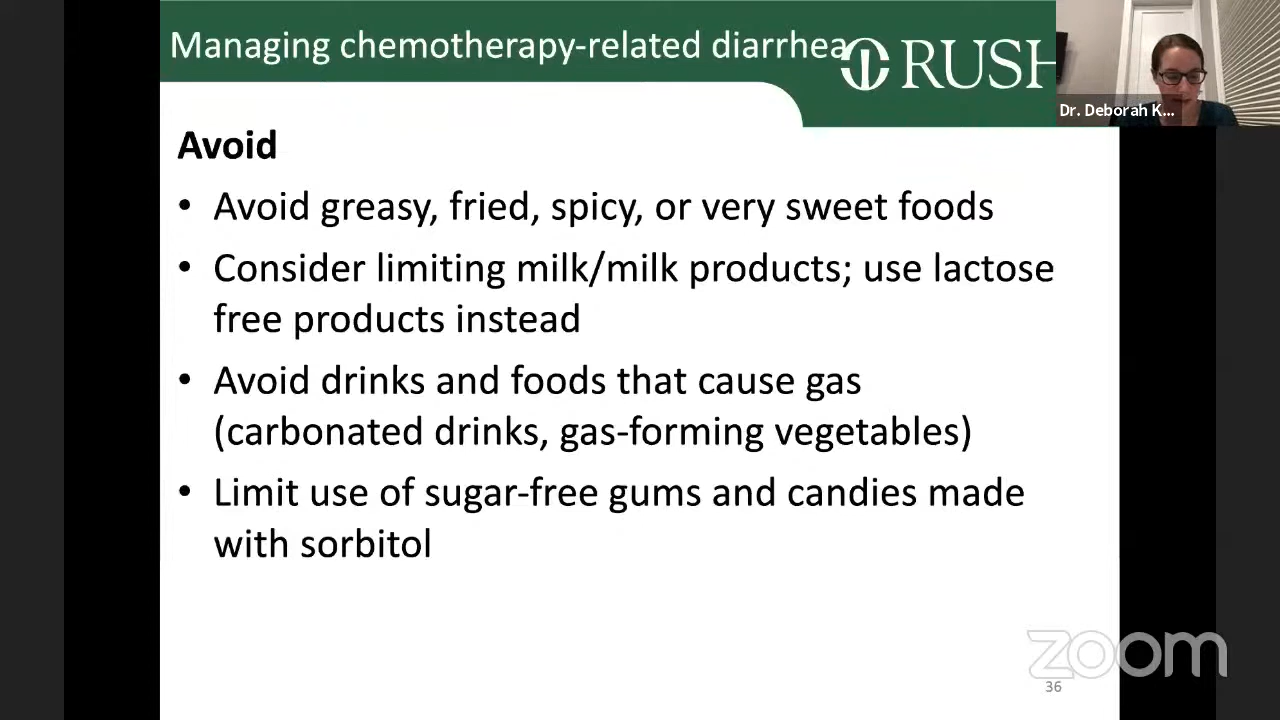 Managing chemotherapy-related diarrhea
RUSH
Dr. Deborah K...
Avoid
• Avoid greasy, fried, spicy, or very sweet foods
• Consider limiting milk/milk products; use lactose
free products instead
• Avoid drinks and foods that cause gas
(carbonated drinks, gas-forming vegetables)
• Limit use of sugar-free gums and candies made
with sorbitol
zoom
36